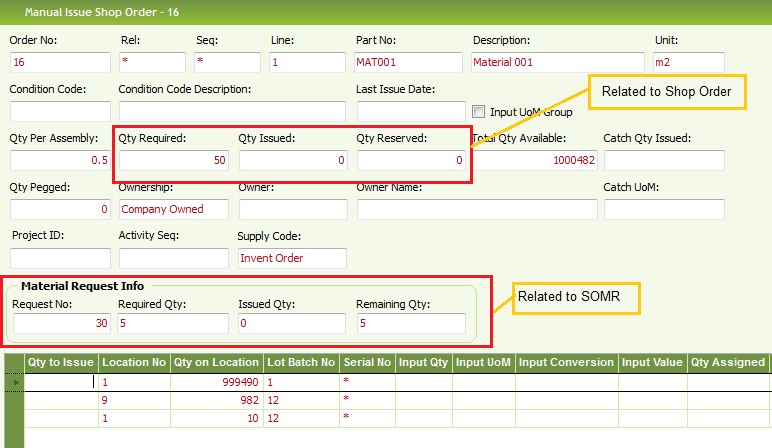 Manual Issue Shop Order - 16
Order No: Rel: Seq: Line: Part No: Description: Unit:
16 * * 1 MAT001 Material 001 m2
Condition Code: Condition Code Description: Last Issue Date:
Input UoM Group
Related to Shop Order
Qty Per Assembly: Qty Required: Qty Issued: Qty Reserved: Total Qty Available: Catch Qty Issued:
0.5 50 0 0 1000482
Qty Pegged: Ownership: Owner: Owner Name: Catch UoM:
0 Company Owned
Project ID: Activity Seq: Supply Code:
Invent Order
Material Request Info
Related to SOMR
Request No: Required Qty: Issued Qty: Remaining Qty:
30 5 0 5
Qty to Issue Location No Qty on Location Lot Batch No Serial No Input Qty Input UoM Input Conversion Input Value Qty Assigned
1 999490 1 *
9 982 12 *
1 10 12 *